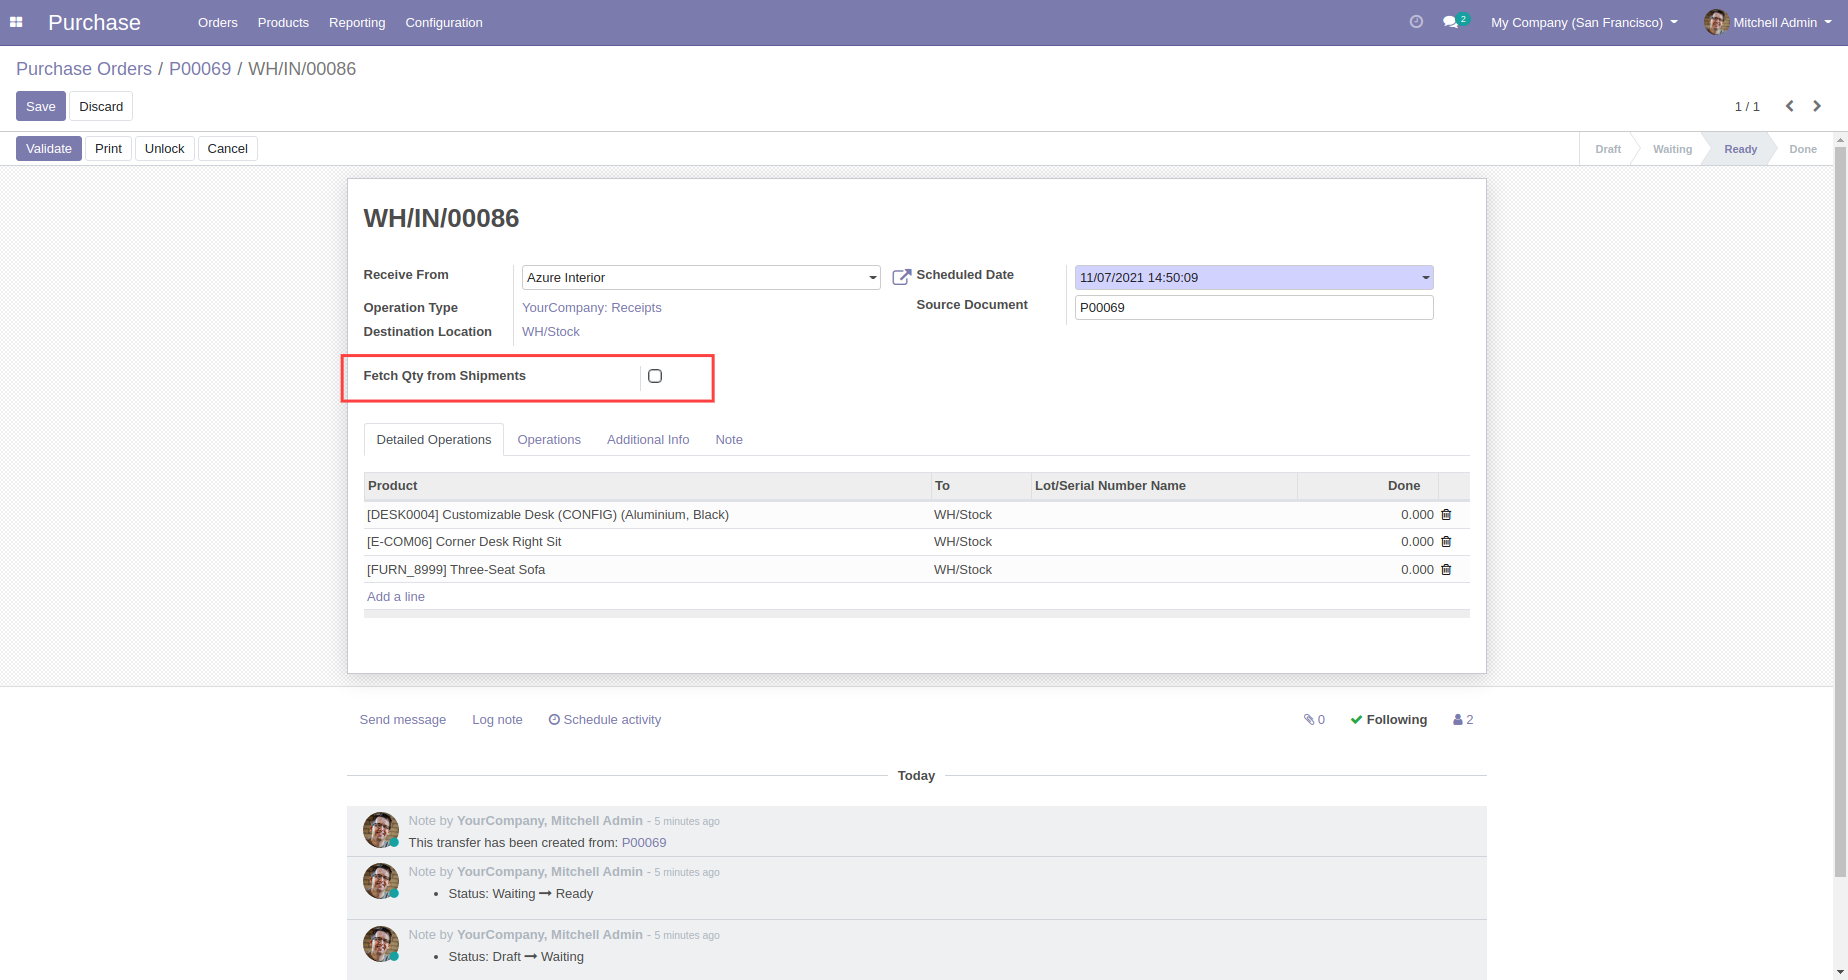 Purchase Orders Products Reporting Configuration 2 My Company (San Francisco) Mitchell Admin
Purchase Orders / P00069 / WH/IN/00086
Save Discard 1 / 1
Validate Print Unlock Cancel Draft Waiting Ready Done
WH/IN/00086
Receive From Azure Interior Scheduled Date 11/07/2021 14:50:09
Operation Type YourCompany: Receipts Source Document P00069
Destination Location WH/Stock
Fetch Qty from Shipments
Detailed Operations Operations Additional Info Note
Product To Lot/Serial Number Name Done
[DESK0004] Customizable Desk (CONFIG) (Aluminium, Black) WH/Stock 0.000
[E-COM06] Corner Desk Right Sit WH/Stock 0.000
[FURN_8999] Three-Seat Sofa WH/Stock 0.000
Add a line
Send message Log note Schedule activity 0 Following 2
Today
Note by YourCompany, Mitchell Admin - 5 minutes ago
This transfer has been created from: P00069
Note by YourCompany, Mitchell Admin - 5 minutes ago
• Status: Waiting → Ready
Note by YourCompany, Mitchell Admin - 5 minutes ago
• Status: Draft → Waiting